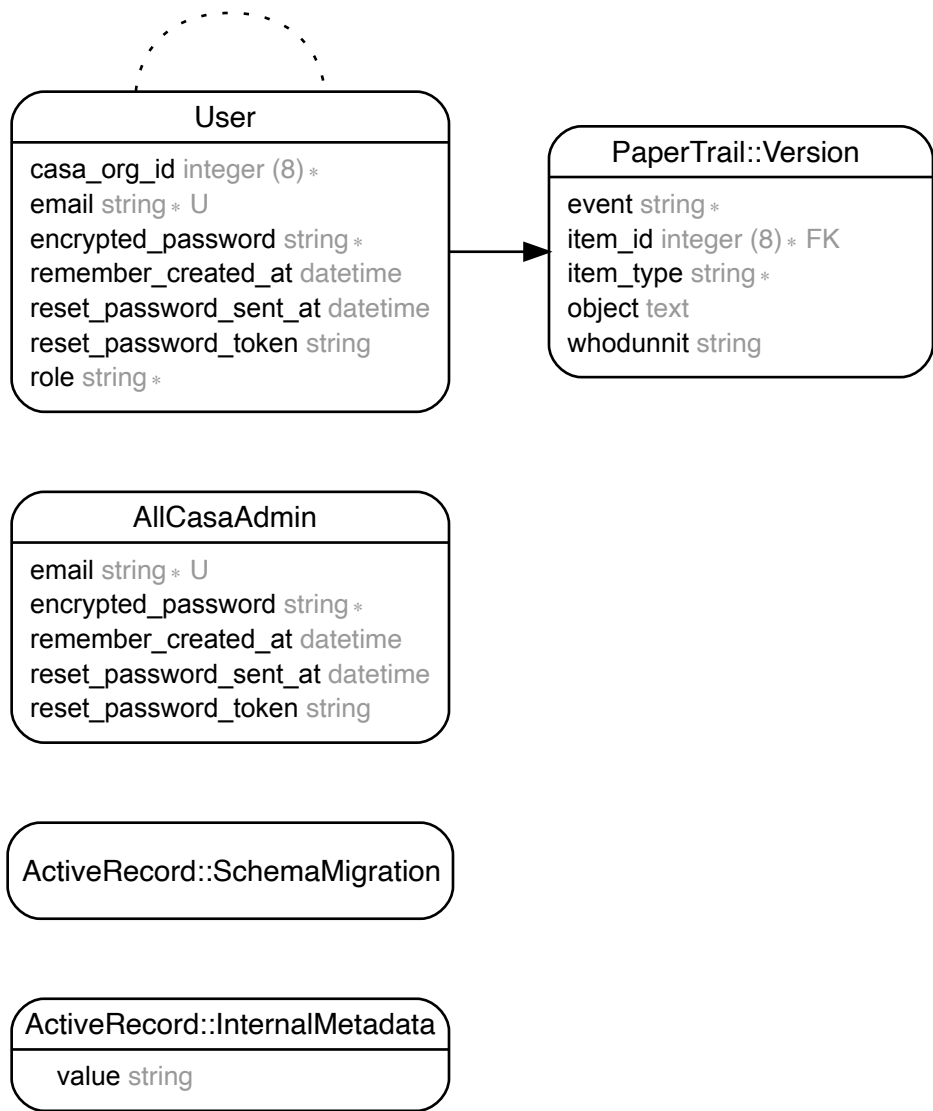 User
casa_org_id integer (8) ∗
email string ∗ U
encrypted_password string ∗
remember_created_at datetime
reset_password_sent_at datetime
reset_password_token string
role string ∗
PaperTrail::Version
event string ∗
item_id integer (8) ∗ FK
item_type string ∗
object text
whodunnit string
AllCasaAdmin
email string ∗ U
encrypted_password string ∗
remember_created_at datetime
reset_password_sent_at datetime
reset_password_token string
ActiveRecord::SchemaMigration
ActiveRecord::InternalMetadata
value string